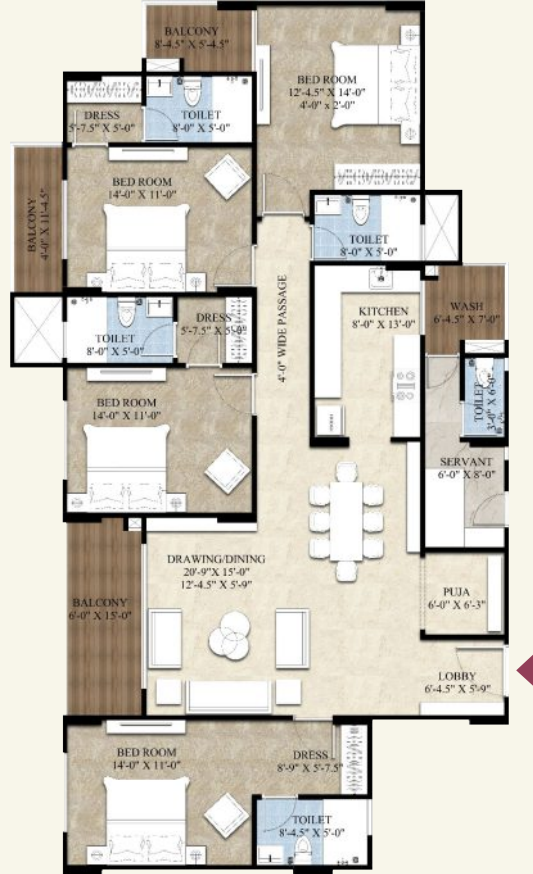 BALCONY
8'-4.5" X 5'-4.5"
BED ROOM
12'-4.5" X 14'-0"
4'-0" x 2'-0"
DRESS
5'-7.5" X 5'-0"
TOILET
8'-0" X 5'-0"
BED ROOM
14'-0" X 11'-0"
BALCONY
4'-0" X 11'-4.5"
TOILET
8'-0" X 5'-0"
4'-0" WIDE PASSAGE
KITCHEN
8'-0" X 13'-0"
WASH
6'-4.5" X 7'-0"
DRESS
5'-7.5" X 5'-0"
TOILET
8'-0" X 5'-0"
BED ROOM
14'-0" X 11'-0"
TOILET
3'-0" X 6'-0"
SERVANT
6'-0" X 8'-0"
DRAWING/DINING
20'-9"X 15'-0"
12'-4.5" X 5'-9"
BALCONY
6'-0" X 15'-0"
PUJA
6'-0" X 6'-3"
LOBBY
6'-4.5" X 5'-9"
BED ROOM
14'-0" X 11'-0"
DRESS
8'-9" X 5'-7.5"
TOILET
8'-4.5" X 5'-0"